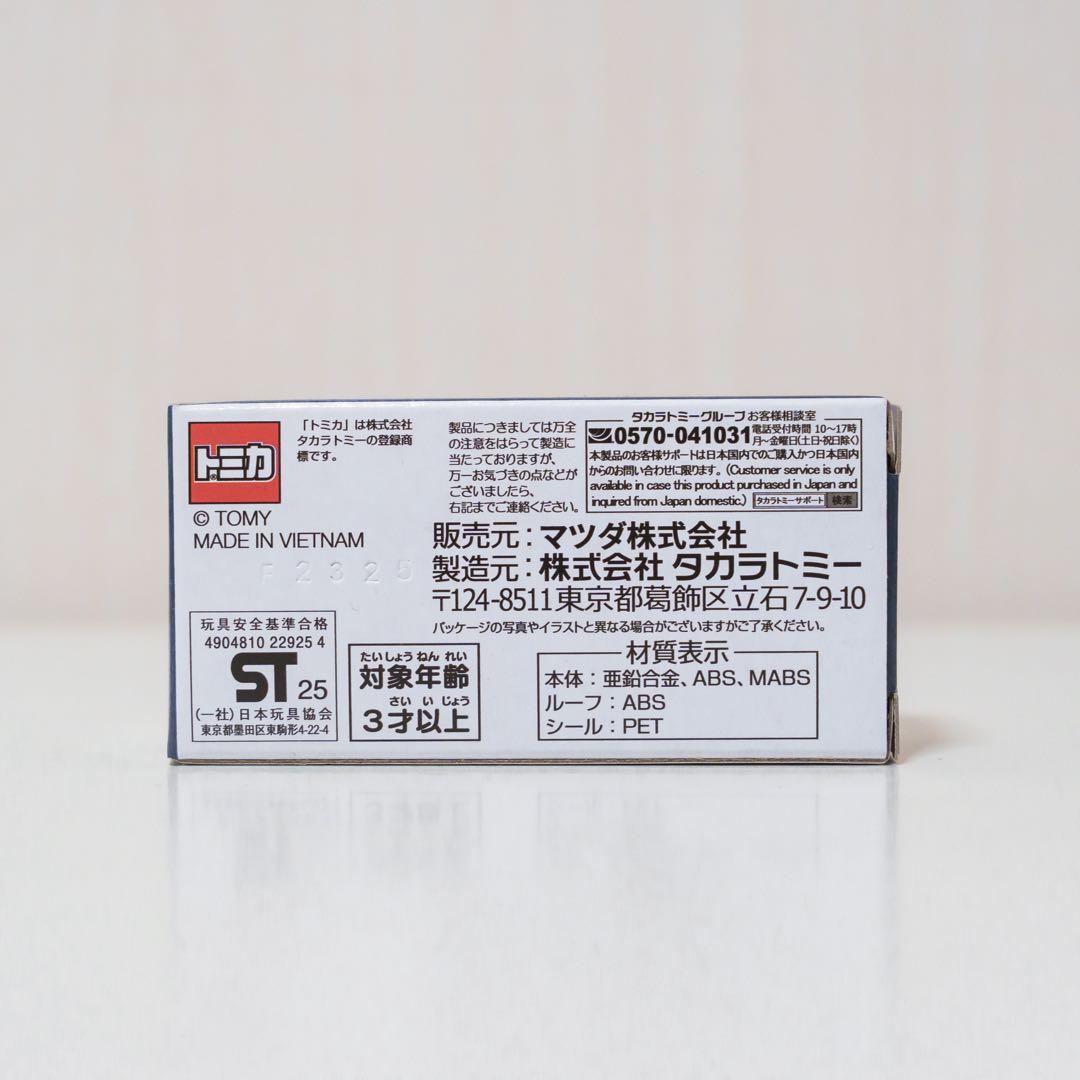 トミカ®
「トミカ」は株式会社
タカラトミーの登録商
標です。
© TOMY
MADE IN VIETNAM
F2325
製品につきましては万全
の注意をはらって製造に
当たっておりますが、
万一お気づきの点などが
ございましたら、
右記までご連絡ください。
タカラトミーグループ お客様相談室
0570-041031 電話受付時間 10〜17時
月〜金曜日(土日・祝日除く)
本製品のお客様サポートは日本国内でのご購入かつ日本国内
からのお問い合わせに限ります。(Customer service is only
available in case this product purchased in Japan and
inquired from Japan domestic.) タカラトミーサポート 検索
販売元:マツダ株式会社
製造元:株式会社 タカラトミー
〒124-8511 東京都葛飾区立石 7-9-10
パッケージの写真やイラストと異なる場合がございますがご了承ください。
玩具安全基準合格
4904810 22925 4
ST 25
(一社)日本玩具協会
東京都墨田区東駒形4-22-4
たいしょう ねん れい
対象年齢
さい い じょう
3才以上
材質表示
本体:亜鉛合金、ABS、MABS
ルーフ:ABS
シール:PET